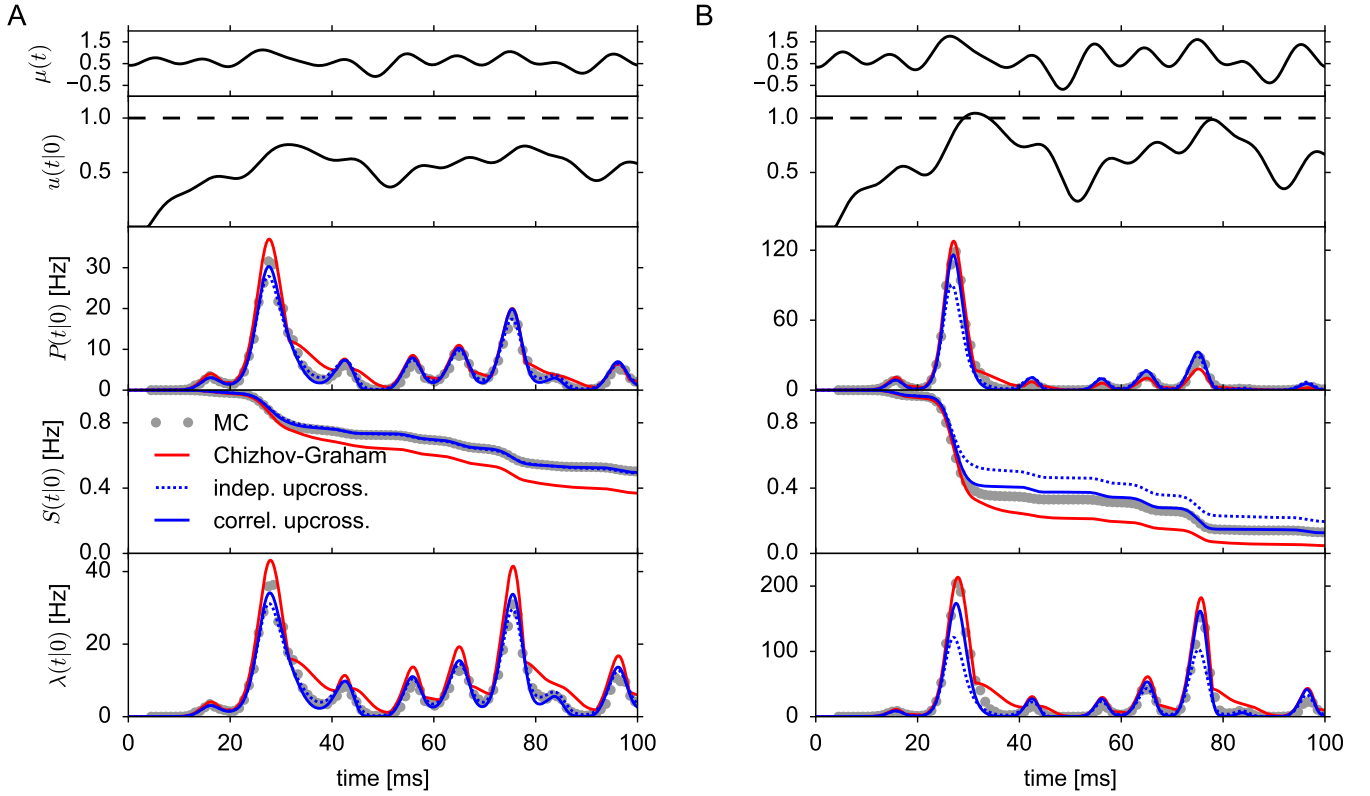 A
B
μ(t)
1.5
0.5
−0.5
1.5
0.5
−0.5
u(t|0)
1.0
0.5
1.0
0.5
P(t|0) [Hz]
30
20
10
0
120
60
0
S(t|0) [Hz]
0.8
0.4
0.0
MC
Chizhov-Graham
indep. upcross.
correl. upcross.
0.8
0.4
0.0
λ(t|0) [Hz]
40
20
0
200
100
0
0 20 40 60 80 100
0 20 40 60 80 100
time [ms]
time [ms]